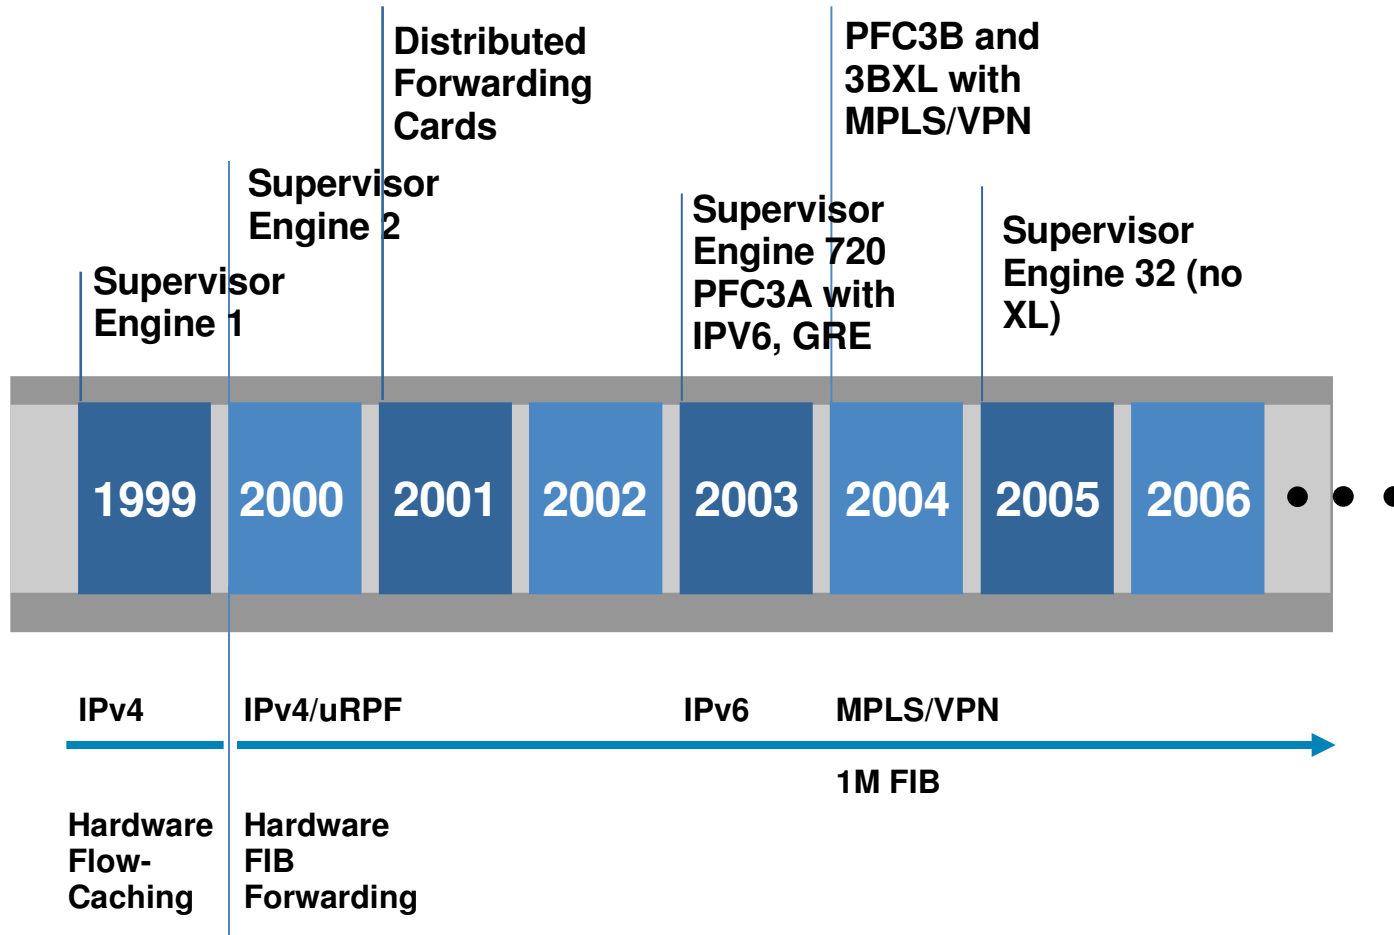 Distributed
Forwarding
Cards
PFC3B and
3BXL with
MPLS/VPN
Supervisor
Engine 2
Supervisor
Engine 720
PFC3A with
IPV6, GRE
Supervisor
Engine 32 (no
XL)
Supervisor
Engine 1
1999 2000 2001 2002 2003 2004 2005 2006
IPv4 IPv4/uRPF IPv6 MPLS/VPN
1M FIB
Hardware
Flow-
Caching
Hardware
FIB
Forwarding